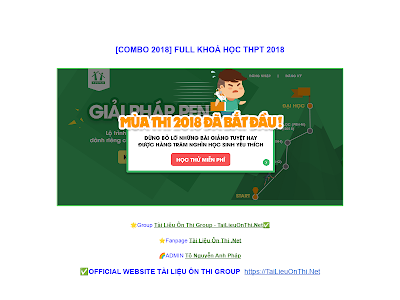 [COMBO 2018] FULL KHOÁ HỌC THPT 2018
GIẢI PHÁP PEN
ĐẠI HỌC
MÙA THI 2018 ĐÃ BẮT ĐẦU!
ĐỪNG BỎ LỠ NHỮNG BÀI GIẢNG TUYỆT HAY
ĐƯỢC HÀNG TRĂM NGHÌN HỌC SINH YÊU THÍCH
HỌC THỬ MIỄN PHÍ
START
🌟Group Tài Liệu Ôn Thi Group - TaiLieuOnThi.Net✅
⭐Fanpage Tài Liệu Ôn Thi .Net
🌈ADMIN Tô Nguyễn Anh Pháp
✅OFFICIAL WEBSITE TÀI LIỆU ÔN THI GROUP https://TaiLieuOnThi.Net